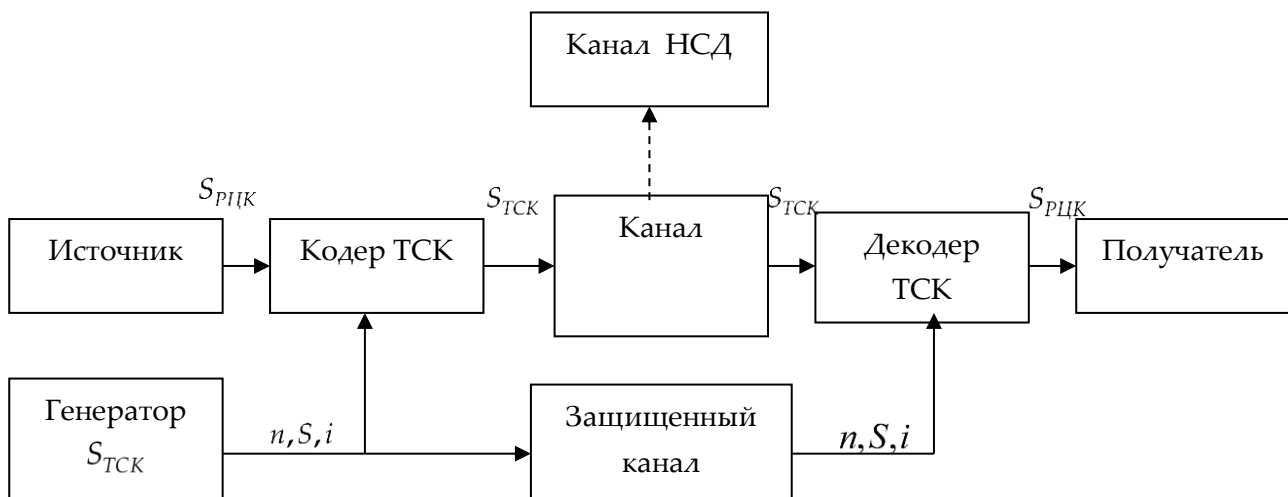 Канал НСД
S_РЦК
S_ТСК
S_ТСК
S_РЦК
Источник
Кодер ТСК
Канал
Декодер
ТСК
Получатель
Генератор
S_ТСК
n, S, i
Защищенный
канал
n, S, i